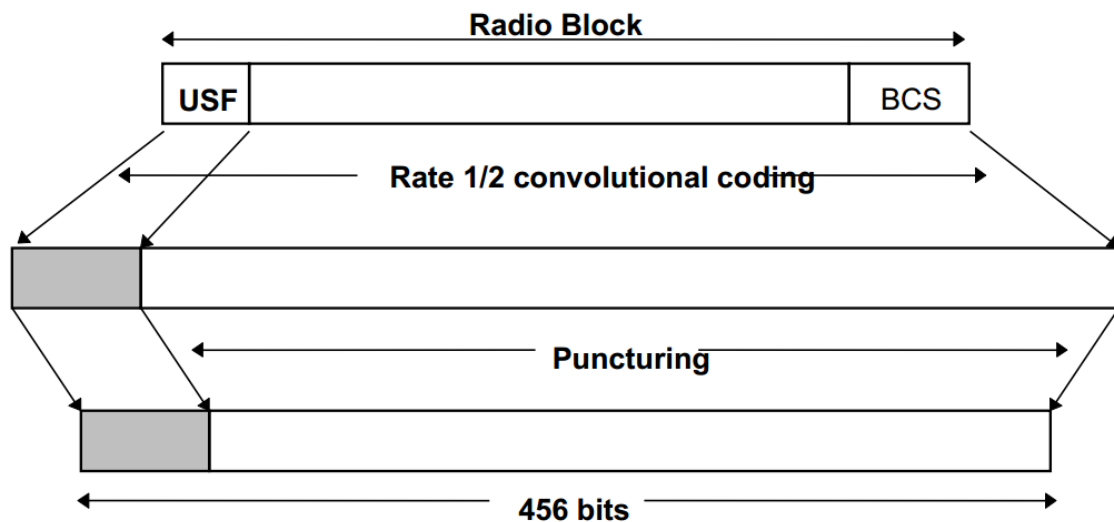 Radio Block
USF
BCS
Rate 1/2 convolutional coding
Puncturing
456 bits